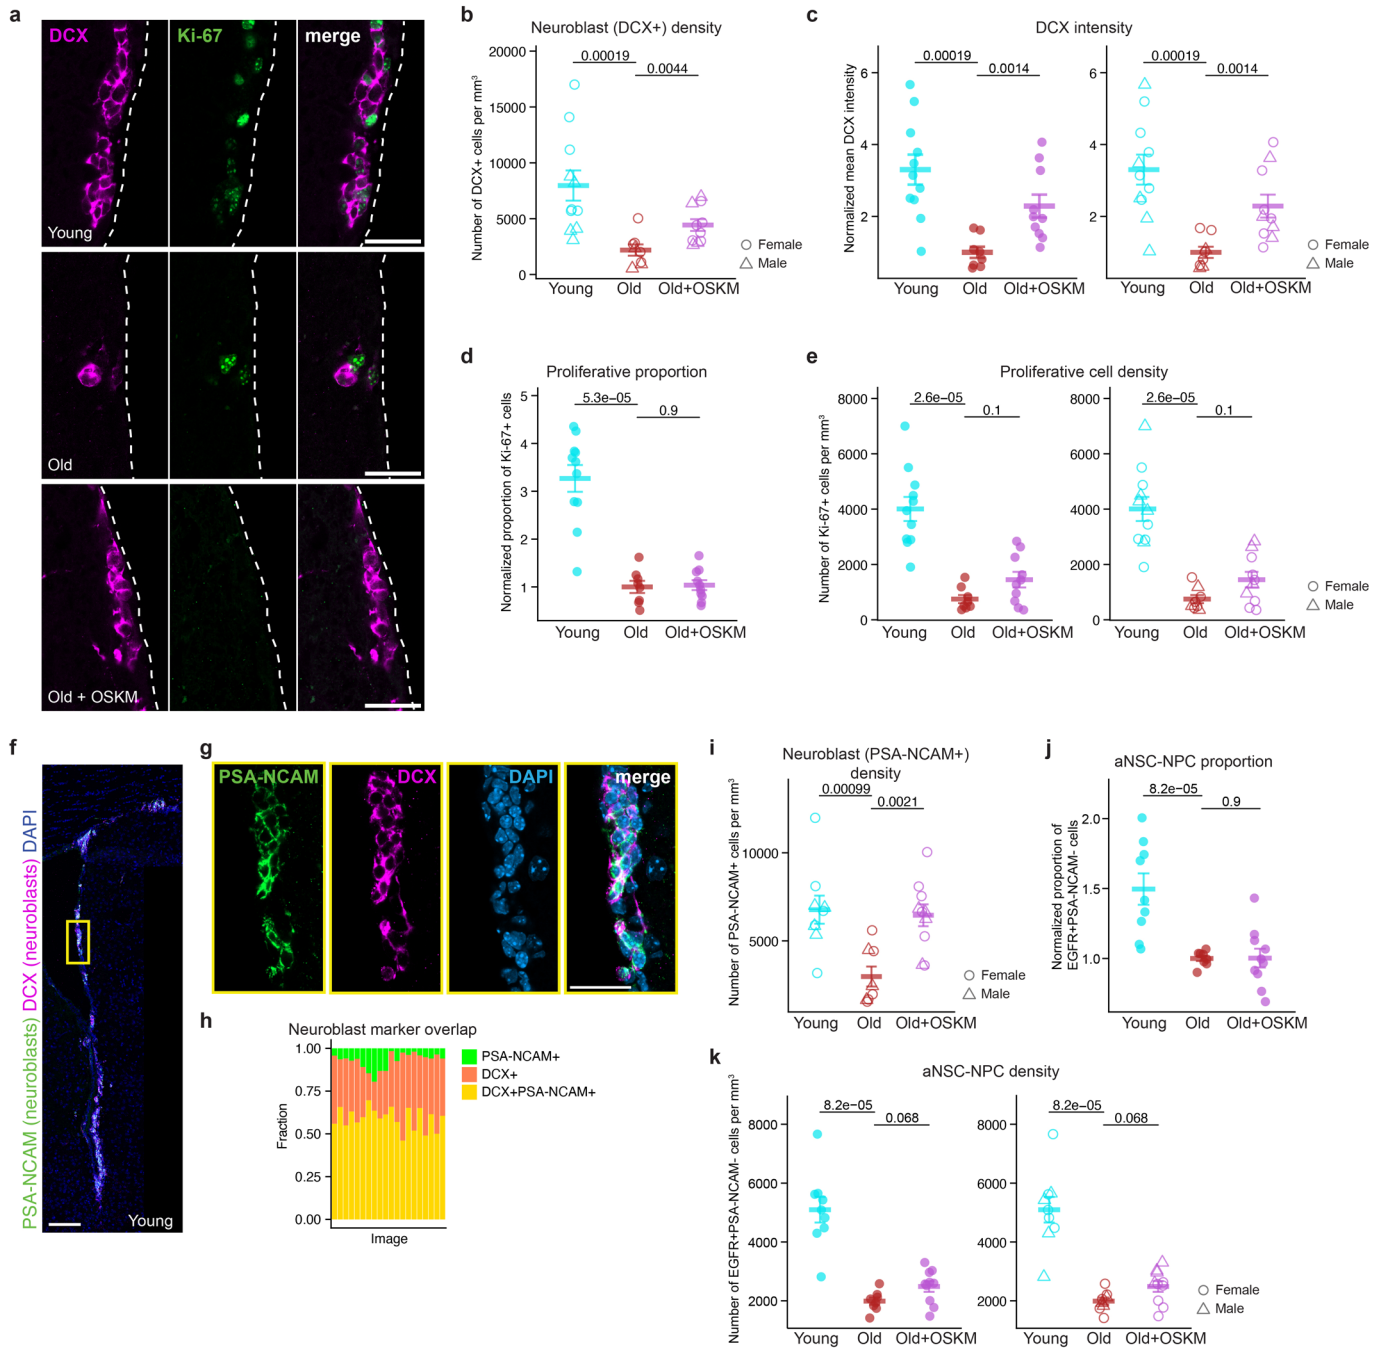 a
DCX
Ki-67
merge
Young
Old
Old + OSKM
b
Neuroblast (DCX+) density
Number of DCX+ cells per mm³
20000
15000
10000
5000
0
0.00019
0.0044
Young
Old
Old+OSKM
Female
Male
c
DCX intensity
Normalized mean DCX intensity
6
4
2
0.00019
0.0014
Young
Old
Old+OSKM
6
4
2
0.00019
0.0014
Young
Old
Old+OSKM
Female
Male
d
Proliferative proportion
Normalized proportion of Ki-67+ cells
5
4
3
2
1
5.3e−05
0.9
Young
Old
Old+OSKM
e
Proliferative cell density
Number of Ki-67+ cells per mm³
8000
6000
4000
2000
0
2.6e−05
0.1
Young
Old
Old+OSKM
8000
6000
4000
2000
0
2.6e−05
0.1
Young
Old
Old+OSKM
Female
Male
f
PSA-NCAM (neuroblasts) DCX (neuroblasts) DAPI
Young
g
PSA-NCAM
DCX
DAPI
merge
h
Neuroblast marker overlap
Fraction
1.00
0.75
0.50
0.25
0.00
Image
PSA-NCAM+
DCX+
DCX+PSA-NCAM+
i
Neuroblast (PSA-NCAM+)
density
Number of PSA-NCAM+ cells per mm³
10000
5000
0.00099
0.0021
Young
Old
Old+OSKM
Female
Male
j
aNSC-NPC proportion
Normalized proportion of
EGFR+PSA-NCAM- cells
2.0
1.5
1.0
8.2e−05
0.9
Young
Old
Old+OSKM
k
aNSC-NPC density
Number of EGFR+PSA-NCAM- cells per mm³
8000
6000
4000
2000
8.2e−05
0.068
Young
Old
Old+OSKM
8000
6000
4000
2000
8.2e−05
0.068
Young
Old
Old+OSKM
Female
Male